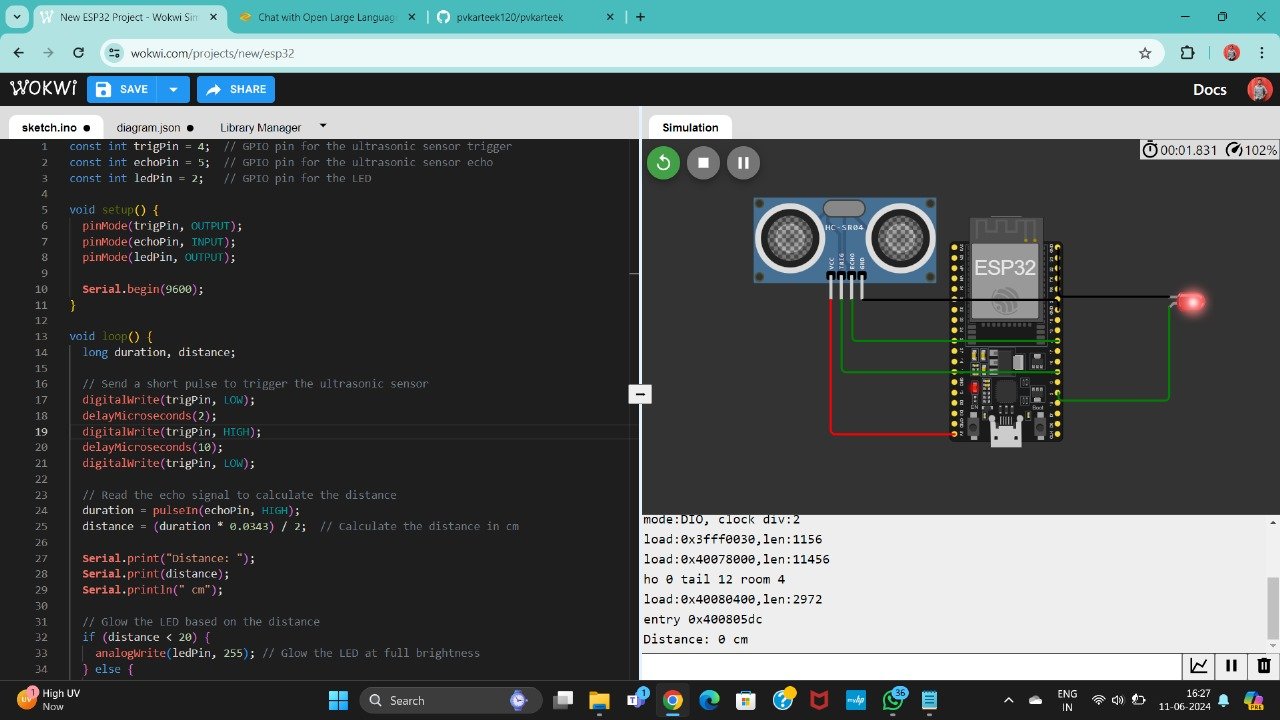 New ESP32 Project - Wokwi Sim
Chat with Open Large Languag
pvkarteek120/pvkarteek
wokwi.com/projects/new/esp32
WOKWi
SAVE
SHARE
Docs
sketch.ino
diagram.json
Library Manager
Simulation
1 const int trigPin = 4;  // GPIO pin for the ultrasonic sensor trigger
2 const int echoPin = 5;  // GPIO pin for the ultrasonic sensor echo
3 const int ledPin = 2;   // GPIO pin for the LED
4
5 void setup() {
6   pinMode(trigPin, OUTPUT);
7   pinMode(echoPin, INPUT);
8   pinMode(ledPin, OUTPUT);
9
10   Serial.begin(9600);
11 }
12
13 void loop() {
14   long duration, distance;
15
16   // Send a short pulse to trigger the ultrasonic sensor
17   digitalWrite(trigPin, LOW);
18   delayMicroseconds(2);
19   digitalWrite(trigPin, HIGH);
20   delayMicroseconds(10);
21   digitalWrite(trigPin, LOW);
22
23   // Read the echo signal to calculate the distance
24   duration = pulseIn(echoPin, HIGH);
25   distance = (duration * 0.0343) / 2;  // Calculate the distance in cm
26
27   Serial.print("Distance: ");
28   Serial.print(distance);
29   Serial.println(" cm");
30
31   // Glow the LED based on the distance
32   if (distance < 20) {
33     analogWrite(ledPin, 255); // Glow the LED at full brightness
34   } else {
00:01.831 102%
HC-SR04
VCC
TRIG
ECHO
GND
ESP32
EN
Boot
mode:DIO, clock div:2
load:0x3fff0030,len:1156
load:0x40078000,len:11456
ho 0 tail 12 room 4
load:0x40080400,len:2972
entry 0x400805dc
Distance: 0 cm
1
High UV
Now
Search
1
36
ENG
IN
16:27
11-06-2024
PRE